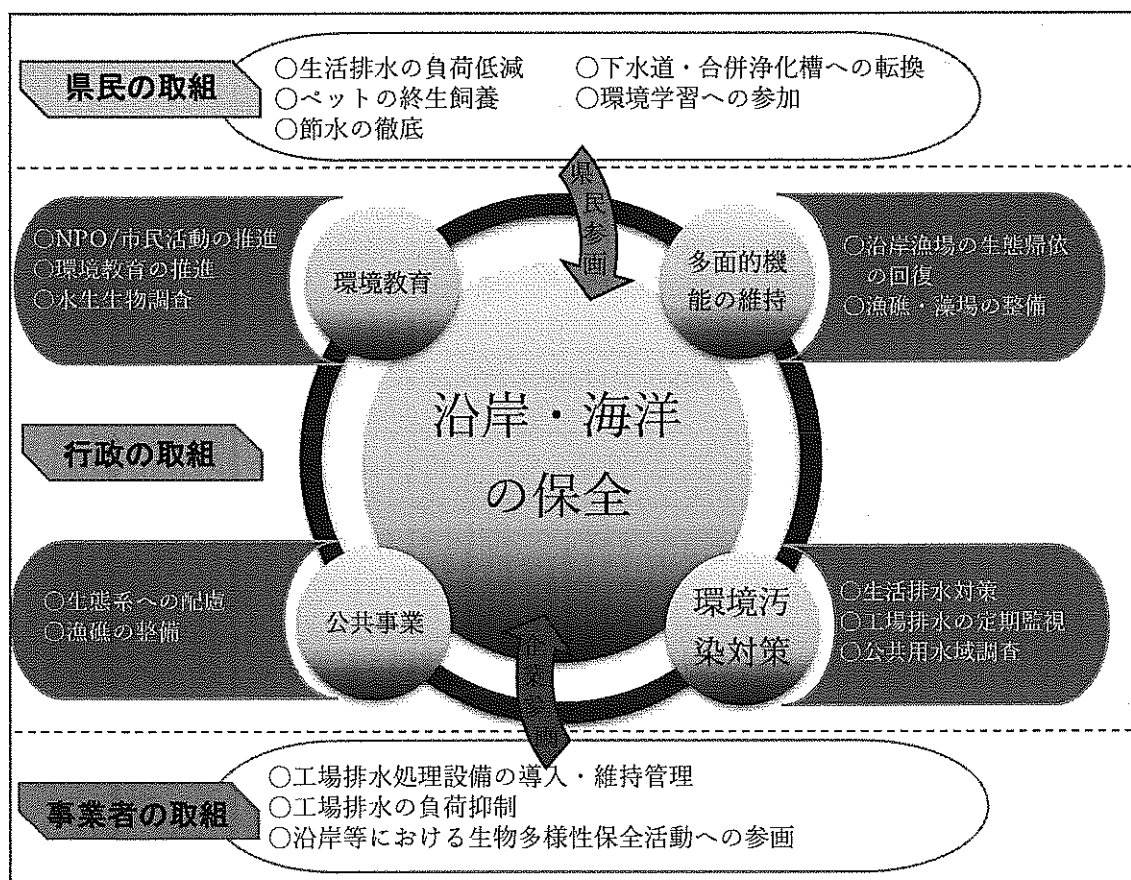 県民の取組
○生活排水の負荷低減
○下水道・合併浄化槽への転換
○ペットの終生飼養
○環境学習への参加
○節水の徹底
県民参画
○NPO/市民活動の推進
○環境教育の推進
○水生生物調査
環境教育
多面的機
能の維持
○沿岸漁場の生態帰依
の回復
○漁礁・藻場の整備
行政の取組
沿岸・海洋
の保全
○生態系への配慮
○漁礁の整備
公共事業
環境汚
染対策
○生活排水対策
○工場排水の定期監視
○公共用水域調査
事業者の取組
○工場排水処理設備の導入・維持管理
○工場排水の負荷抑制
○沿岸等における生物多様性保全活動への参画